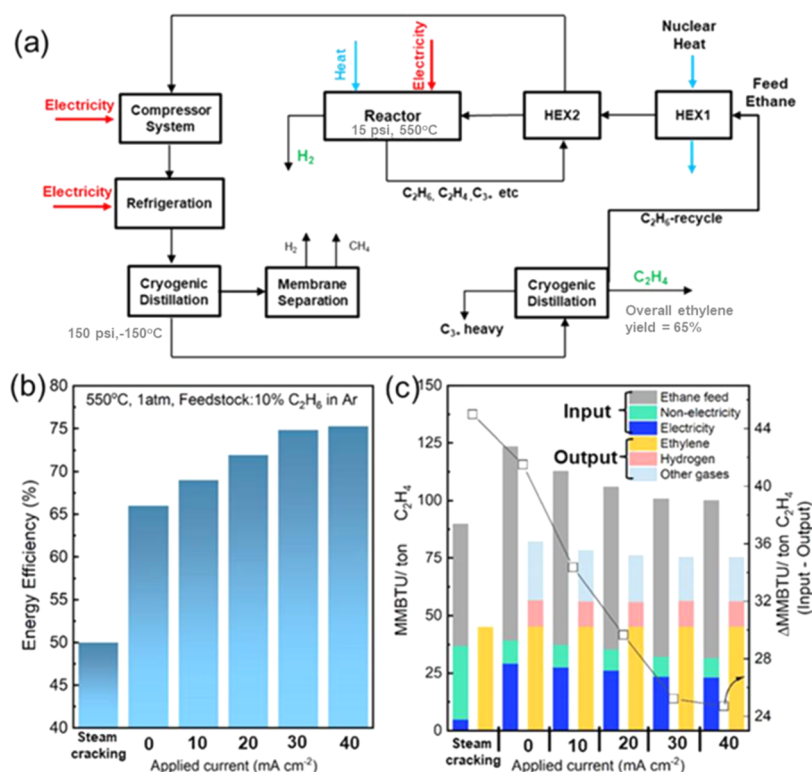 (a)
Nuclear
Heat
Feed
Ethane
Heat
Electricity
Electricity
Compressor
System
Reactor
15 psi, 550°C
HEX2
HEX1
H₂
C₂H₆, C₂H₄ ,C₃₊ etc
Electricity
Refrigeration
C₂H₆-recycle
H₂
CH₄
Cryogenic
Distillation
Membrane
Separation
Cryogenic
Distillation
C₂H₄
Overall ethylene
yield = 65%
150 psi,-150°C
C₃₊ heavy
(b)
550°C, 1atm, Feedstock:10% C₂H₆ in Ar
Energy Efficiency (%)
80
75
70
65
60
55
50
45
40
Steam
cracking
0
10
20
30
40
Applied current (mA cm⁻²)
(c)
Ethane feed
Input
Non-electricity
Electricity
Ethylene
Output
Hydrogen
Other gases
MMBTU/ ton C₂H₄
150
125
100
75
50
25
0
44
40
36
32
28
24
ΔMMBTU/ ton C₂H₄
(Input - Output)
Steam
cracking
0
10
20
30
40
Applied current (mA cm⁻²)